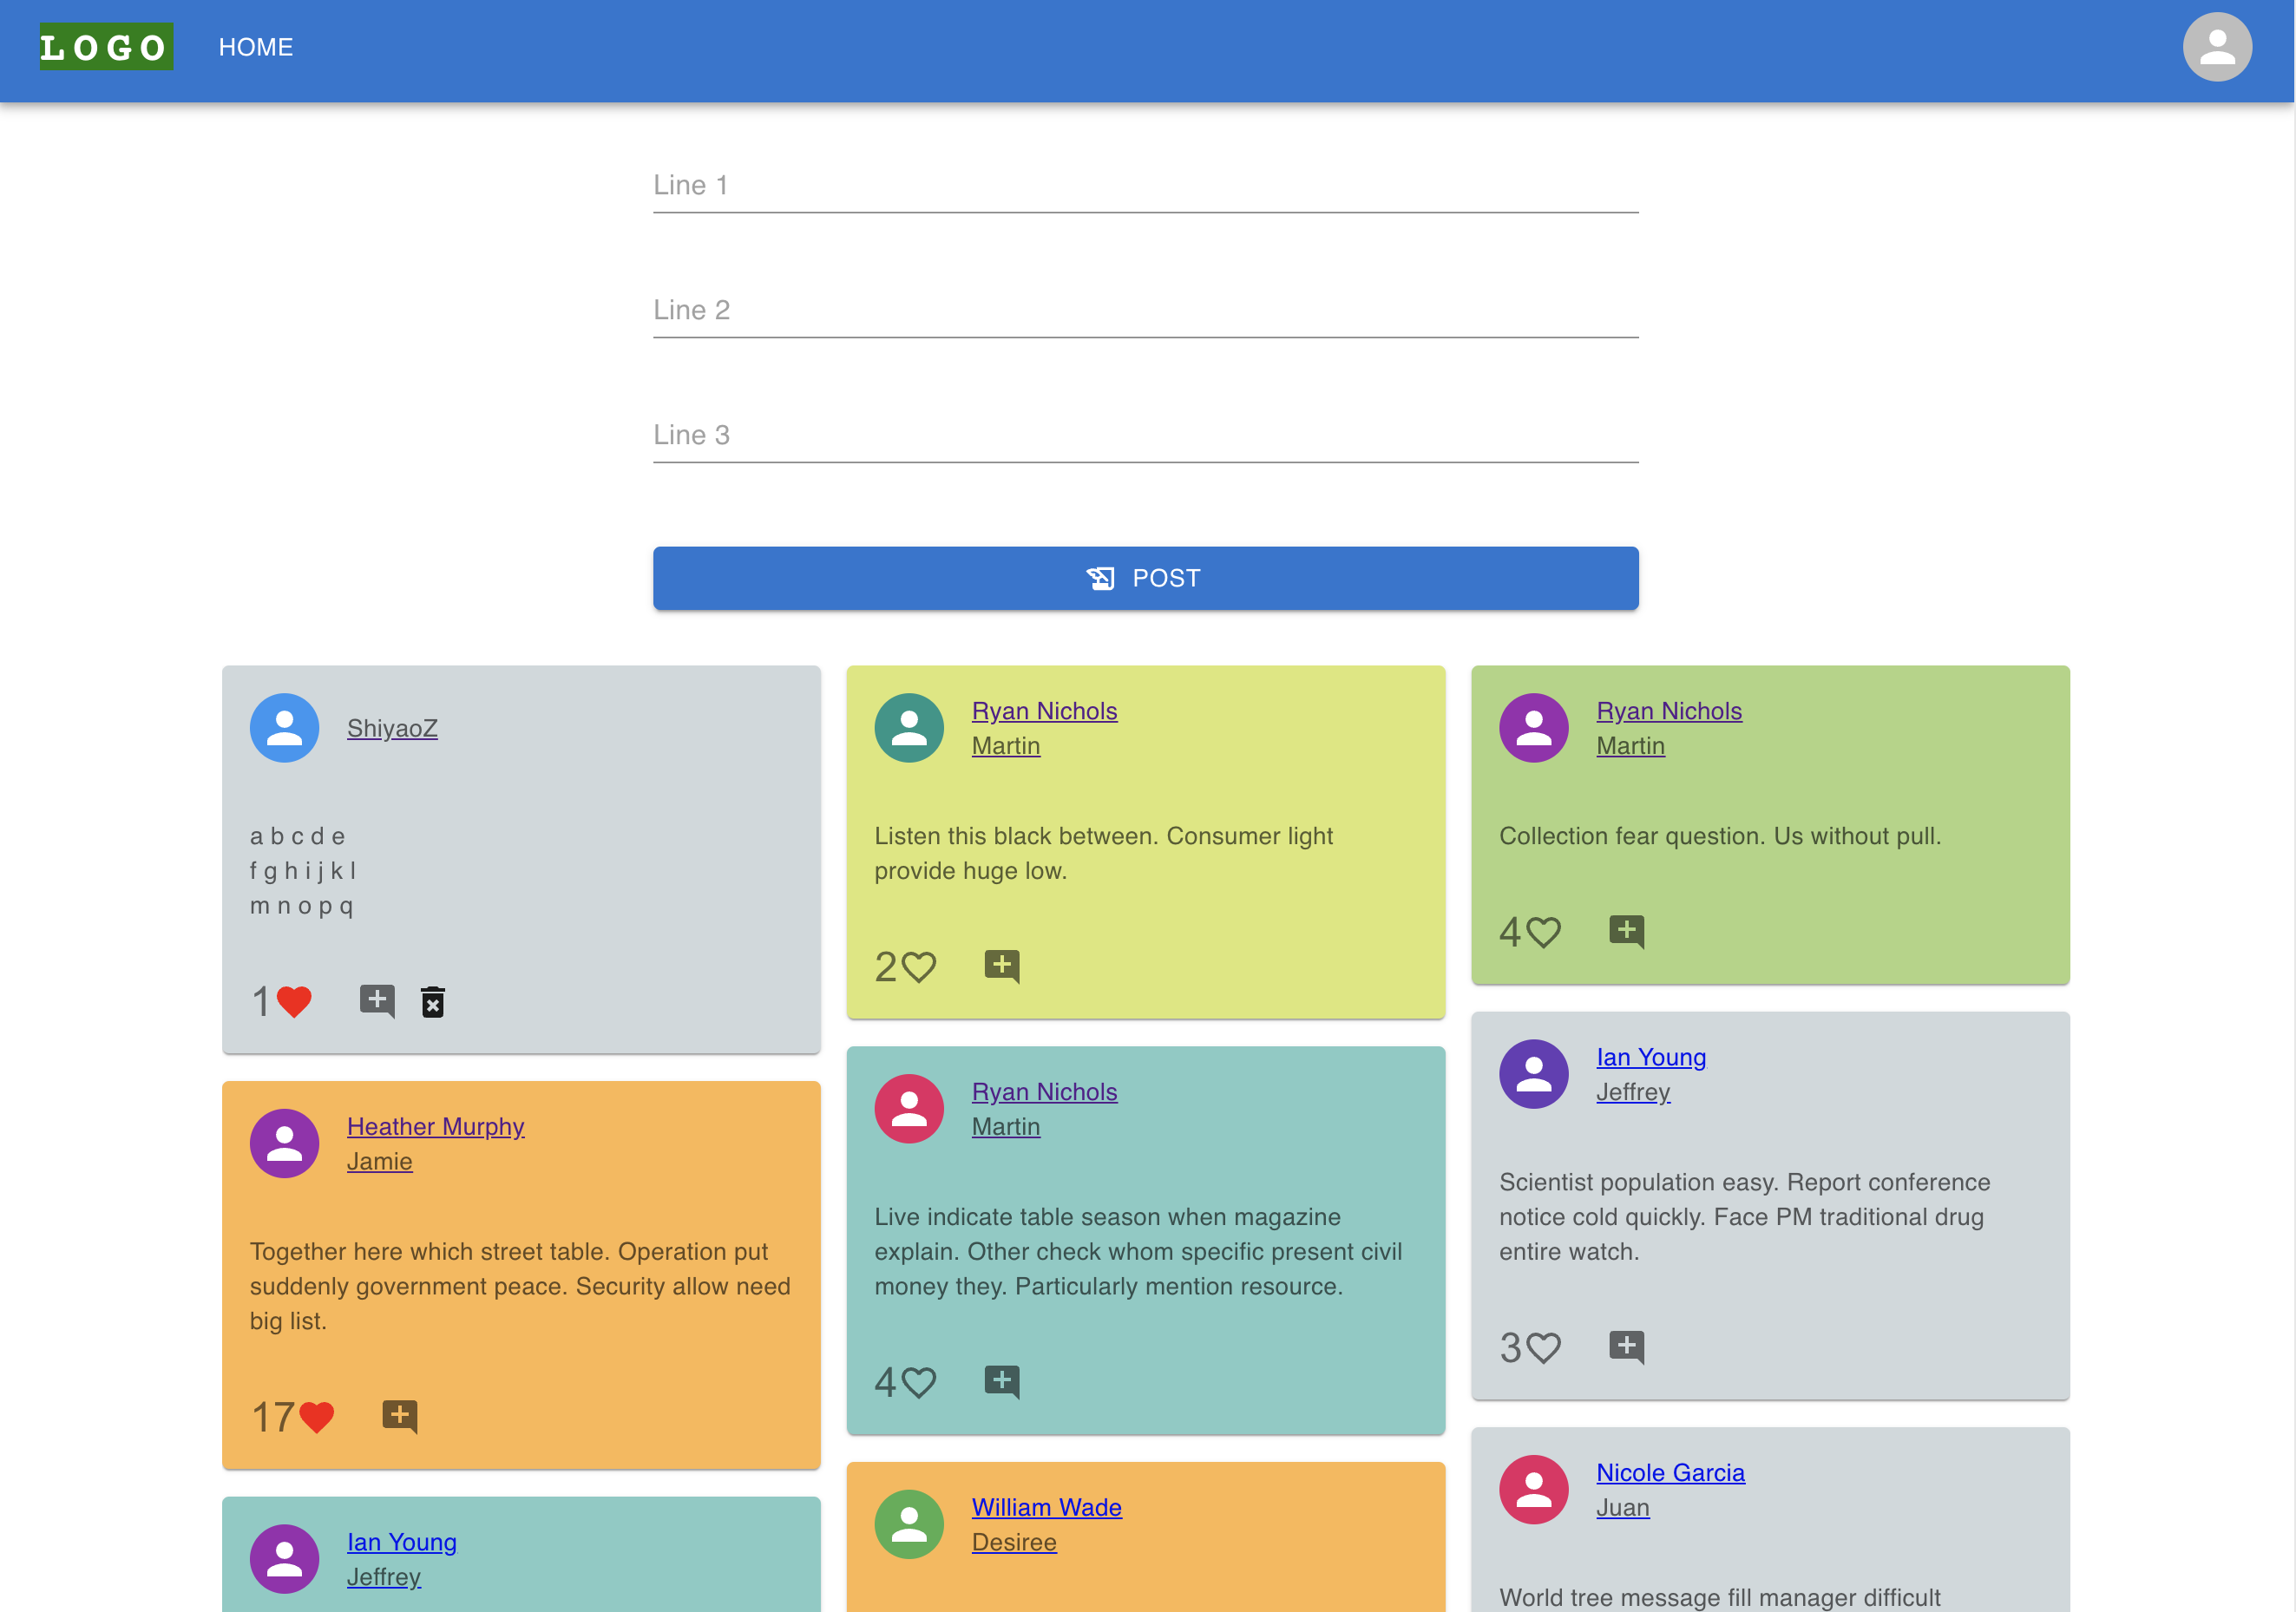 LOGO
HOME
Line 1
Line 2
Line 3
POST
ShiyaoZ
a b c d e
f g h i j k l
m n o p q
1
Heather Murphy
Jamie
Together here which street table. Operation put
suddenly government peace. Security allow need
big list.
17
Ian Young
Jeffrey
Ryan Nichols
Martin
Listen this black between. Consumer light
provide huge low.
2
Ryan Nichols
Martin
Live indicate table season when magazine
explain. Other check whom specific present civil
money they. Particularly mention resource.
4
William Wade
Desiree
Ryan Nichols
Martin
Collection fear question. Us without pull.
4
Ian Young
Jeffrey
Scientist population easy. Report conference
notice cold quickly. Face PM traditional drug
entire watch.
3
Nicole Garcia
Juan
World tree message fill manager difficult